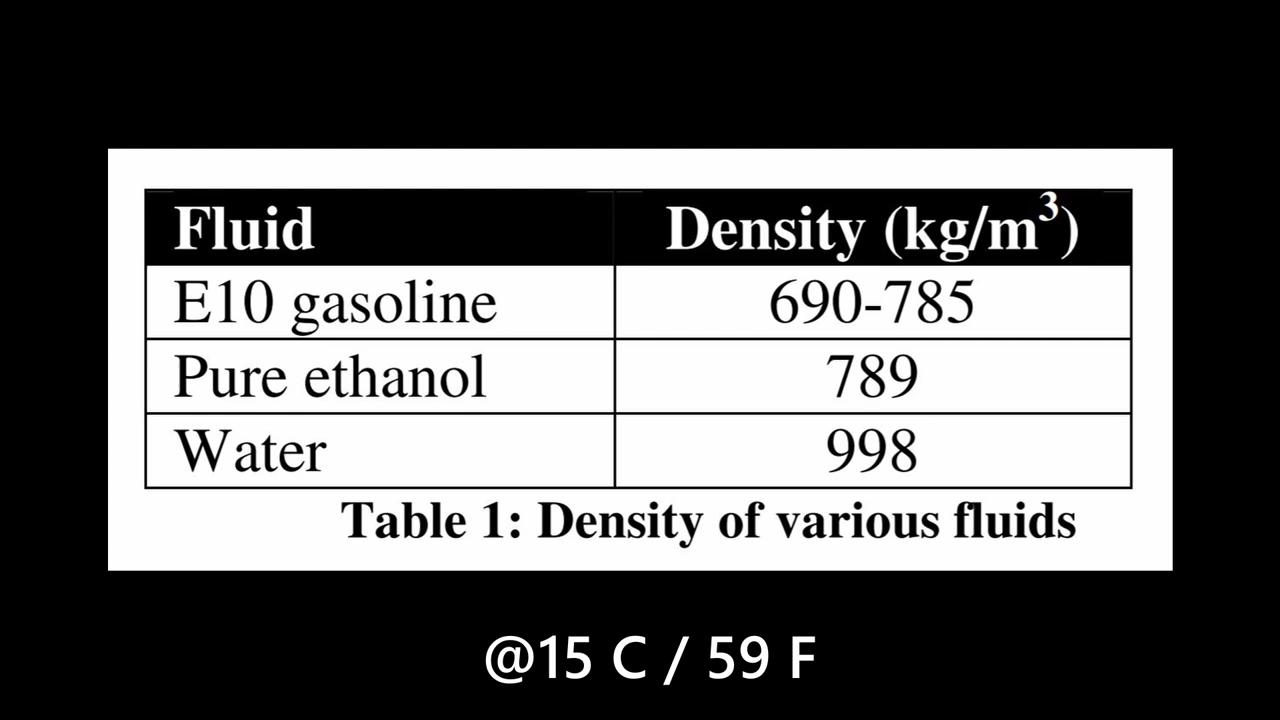 Fluid Density (kg/m³)
E10 gasoline 690-785
Pure ethanol 789
Water 998
Table 1: Density of various fluids
@15 C / 59 F